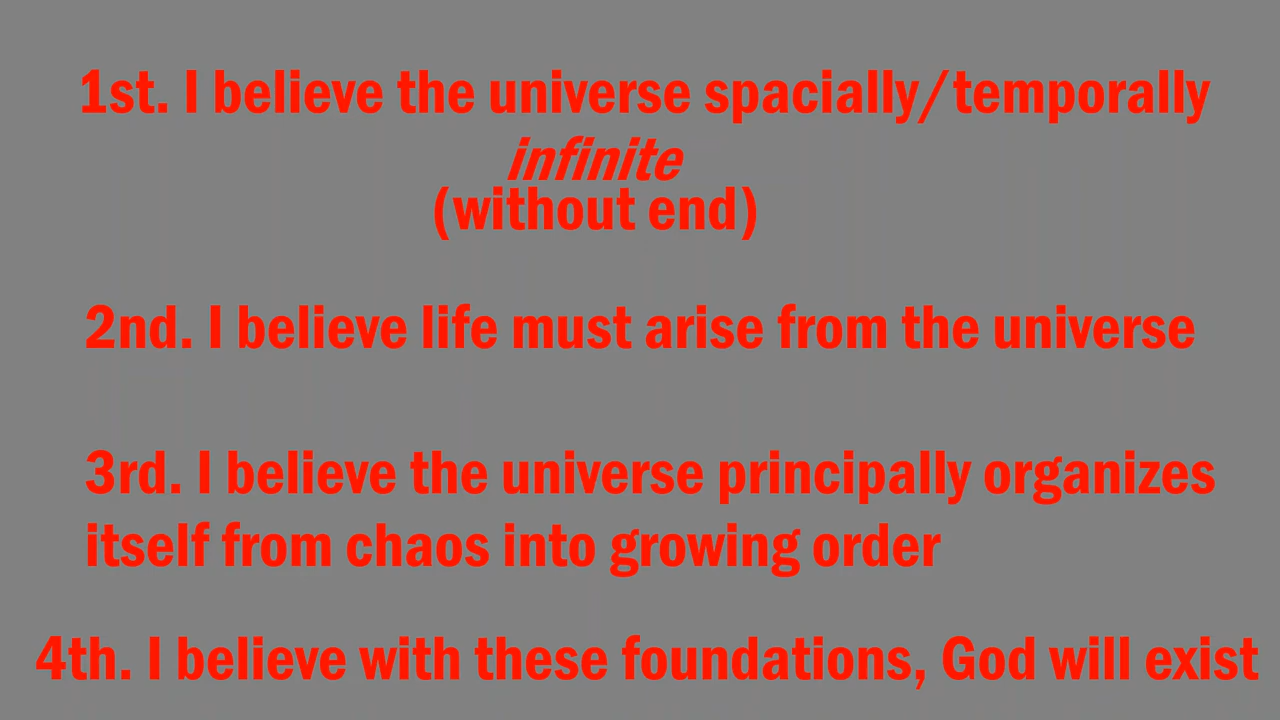 1st. I believe the universe spacially/temporally
infinite
(without end)
2nd. I believe life must arise from the universe
3rd. I believe the universe principally organizes
itself from chaos into growing order
4th. I believe with these foundations, God will exist